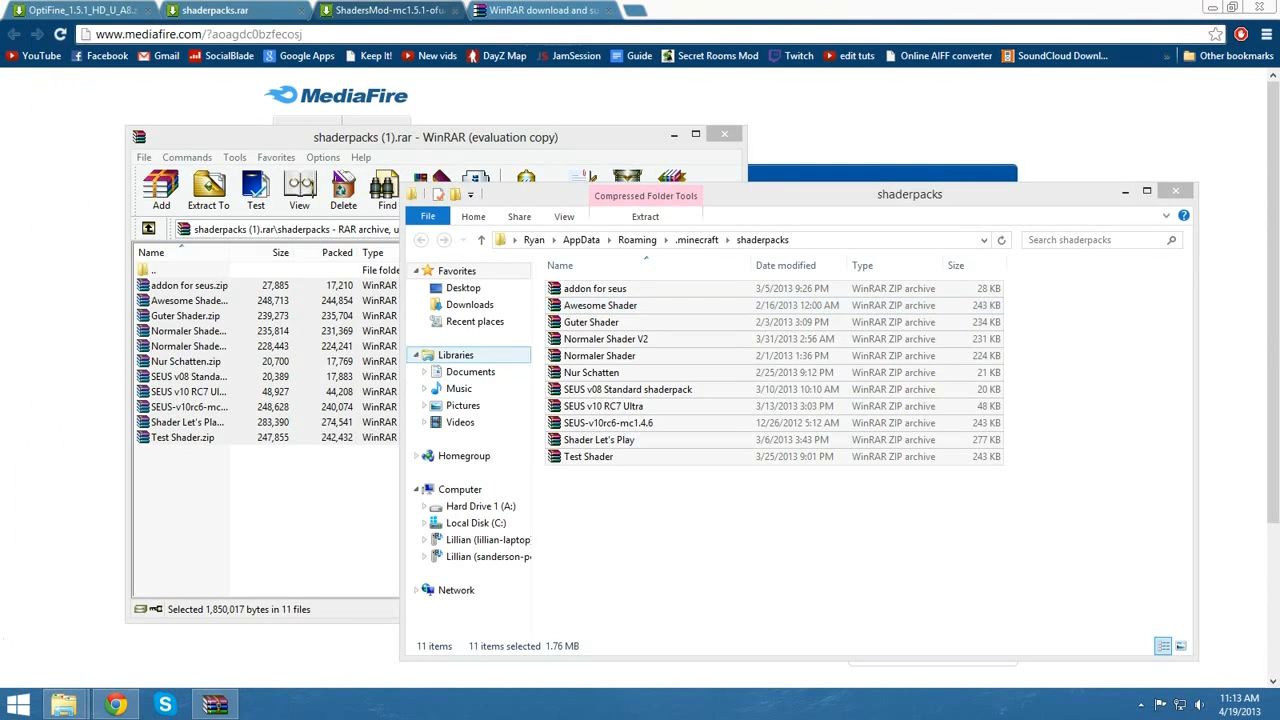 OptiFine_1.5.1_HD_U_A8.z
shaderpacks.rar
ShadersMod-mc1.5.1-ofu
WinRAR download and su
www.mediafire.com/?aoagdc0bzfecosj
YouTube Facebook Gmail SocialBlade Google Apps Keep It! New vids DayZ Map JamSession Guide Secret Rooms Mod Twitch edit tuts Online AIFF converter SoundCloud Downl... » Other bookmarks
MediaFire
shaderpacks (1).rar - WinRAR (evaluation copy)
File Commands Tools Favorites Options Help
Add Extract To Test View Delete Find
shaderpacks (1).rar\shaderpacks - RAR archive, u
Name Size Packed Type
.. File folde
addon for seus.zip 27,885 17,210 WinRAR
Awesome Shade... 248,713 244,854 WinRAR
Guter Shader.zip 239,273 235,704 WinRAR
Normaler Shade... 235,814 231,369 WinRAR
Normaler Shade... 228,443 224,241 WinRAR
Nur Schatten.zip 20,700 17,769 WinRAR
SEUS v08 Standa... 20,389 17,883 WinRAR
SEUS v10 RC7 Ul... 48,927 44,208 WinRAR
SEUS-v10rc6-mc... 248,628 240,074 WinRAR
Shader Let's Pla... 283,390 274,541 WinRAR
Test Shader.zip 247,855 242,432 WinRAR
Selected 1,850,017 bytes in 11 files
Compressed Folder Tools
shaderpacks
File Home Share View Extract
Ryan AppData Roaming .minecraft shaderpacks
Search shaderpacks
Favorites
Desktop
Downloads
Recent places
Libraries
Documents
Music
Pictures
Videos
Homegroup
Computer
Hard Drive 1 (A:)
Local Disk (C:)
Lillian (lillian-laptop
Lillian (sanderson-p
Network
Name Date modified Type Size
addon for seus 3/5/2013 9:26 PM WinRAR ZIP archive 28 KB
Awesome Shader 2/16/2013 12:00 AM WinRAR ZIP archive 243 KB
Guter Shader 2/3/2013 3:09 PM WinRAR ZIP archive 234 KB
Normaler Shader V2 3/31/2013 2:56 AM WinRAR ZIP archive 231 KB
Normaler Shader 2/1/2013 1:36 PM WinRAR ZIP archive 224 KB
Nur Schatten 2/25/2013 9:12 PM WinRAR ZIP archive 21 KB
SEUS v08 Standard shaderpack 3/10/2013 10:10 AM WinRAR ZIP archive 20 KB
SEUS v10 RC7 Ultra 3/13/2013 3:03 PM WinRAR ZIP archive 48 KB
SEUS-v10rc6-mc1.4.6 12/26/2012 5:12 AM WinRAR ZIP archive 243 KB
Shader Let's Play 3/6/2013 3:43 PM WinRAR ZIP archive 277 KB
Test Shader 3/25/2013 9:01 PM WinRAR ZIP archive 243 KB
11 items 11 items selected 1.76 MB
11:13 AM
4/19/2013